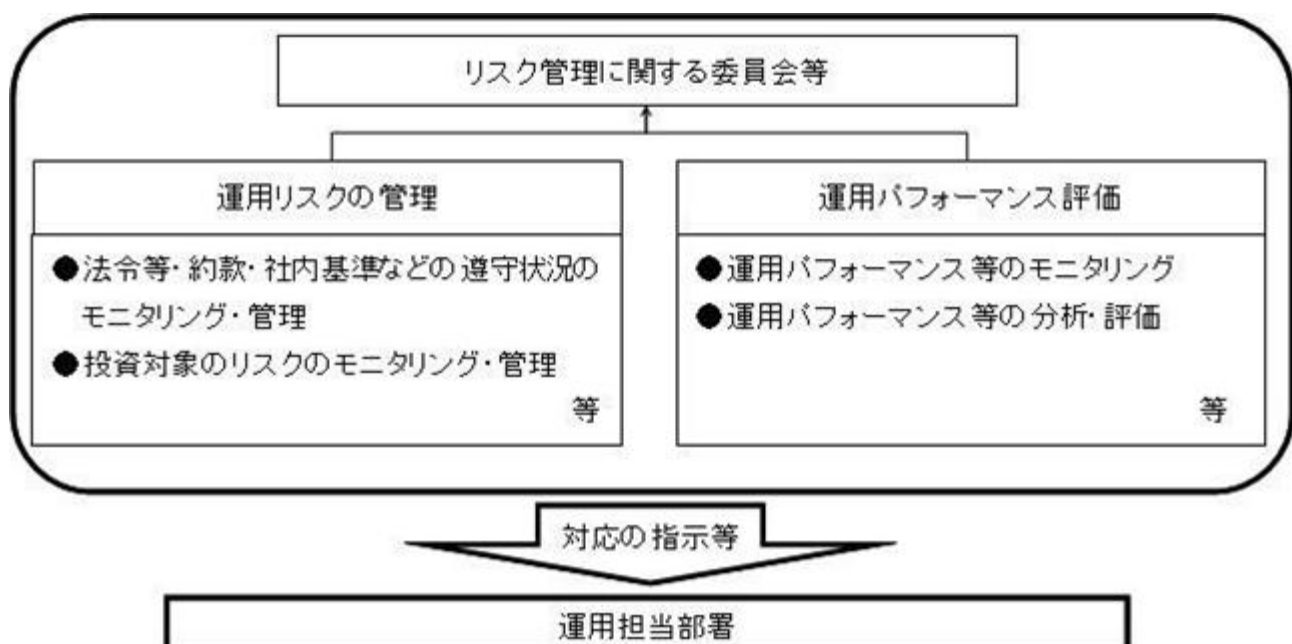 リスク管理に関する委員会等
運用リスクの管理
●法令等・約款・社内基準などの遵守状況の
モニタリング・管理
●投資対象のリスクのモニタリング・管理
等
運用パフォーマンス評価
●運用パフォーマンス等のモニタリング
●運用パフォーマンス等の分析・評価
等
対応の指示等
運用担当部署